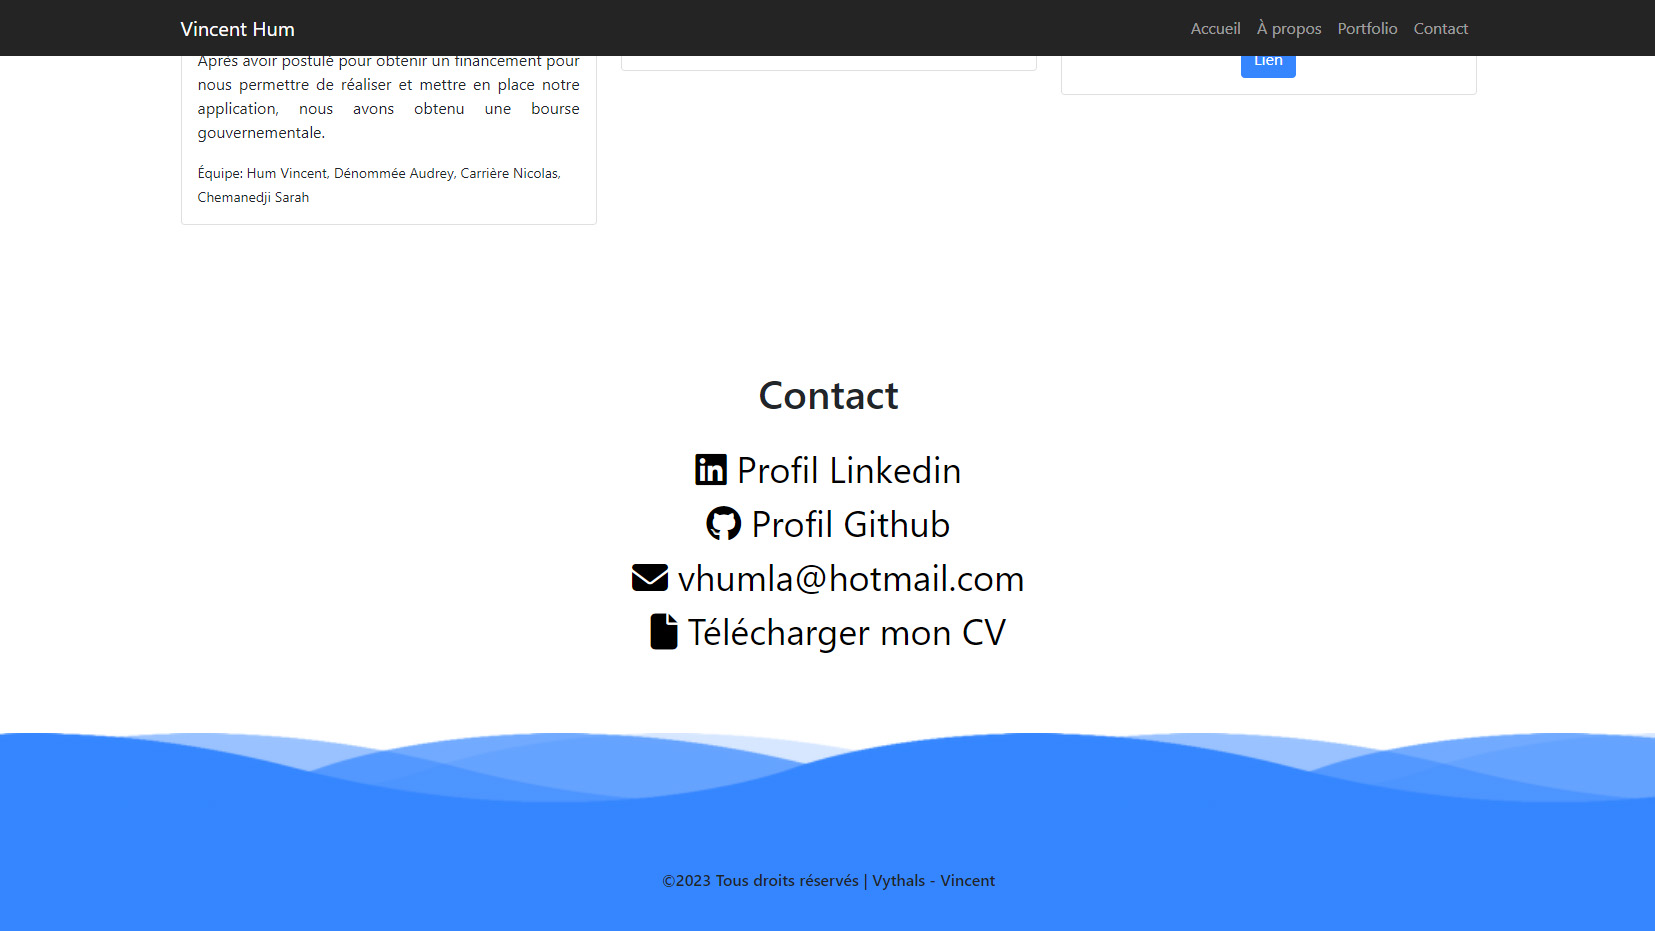 Vincent Hum
Accueil
À propos
Portfolio
Contact
Après avoir postulé pour obtenir un financement pour
nous permettre de réaliser et mettre en place notre
application, nous avons obtenu une bourse
gouvernementale.
Équipe: Hum Vincent, Dénommée Audrey, Carrière Nicolas,
Chemanedji Sarah
Lien
Contact
Profil Linkedin
Profil Github
vhumla@hotmail.com
Télécharger mon CV
©2023 Tous droits réservés | Vythals - Vincent